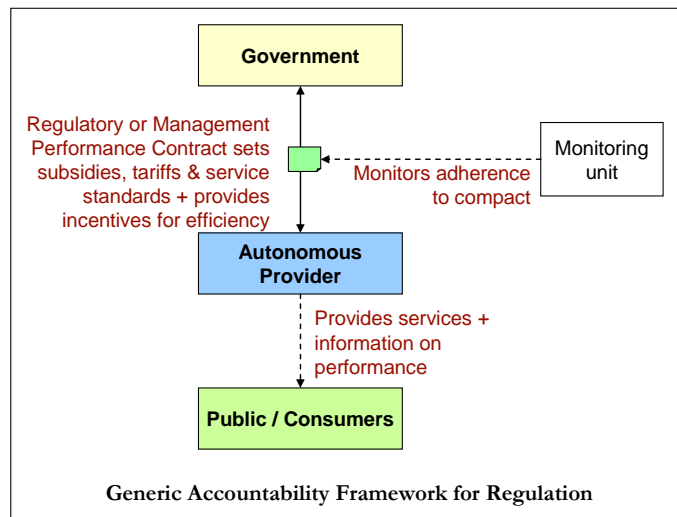 Government
Regulatory or Management
Performance Contract sets
subsidies, tariffs & service
standards + provides
incentives for efficiency
Monitoring
unit
Monitors adherence
to compact
Autonomous
Provider
Provides services +
information on
performance
Public / Consumers
Generic Accountability Framework for Regulation